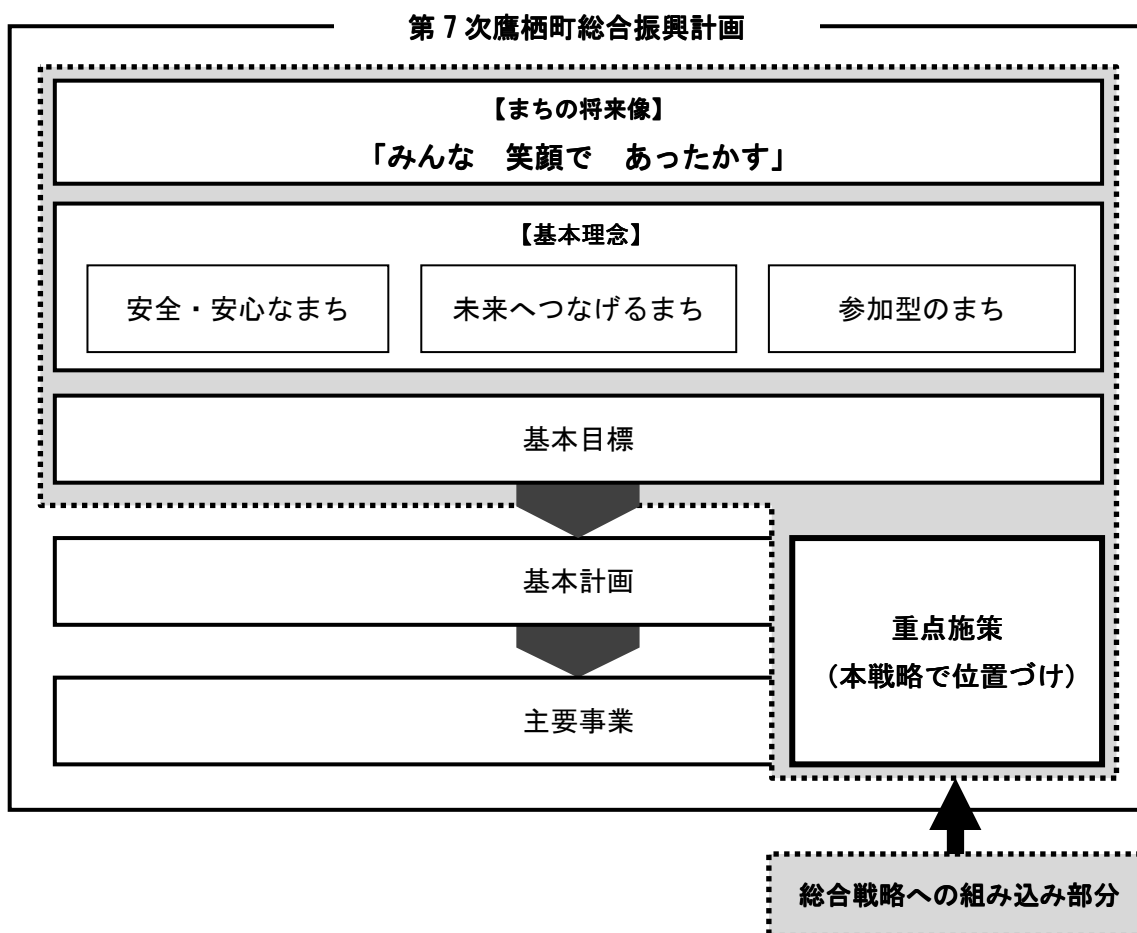 第7次鷹栖町総合振興計画
【まちの将来像】
「みんな　笑顔で　あったかす」
【基本理念】
安全・安心なまち
未来へつなげるまち
参加型のまち
基本目標
基本計画
重点施策
（本戦略で位置づけ）
主要事業
総合戦略への組み込み部分